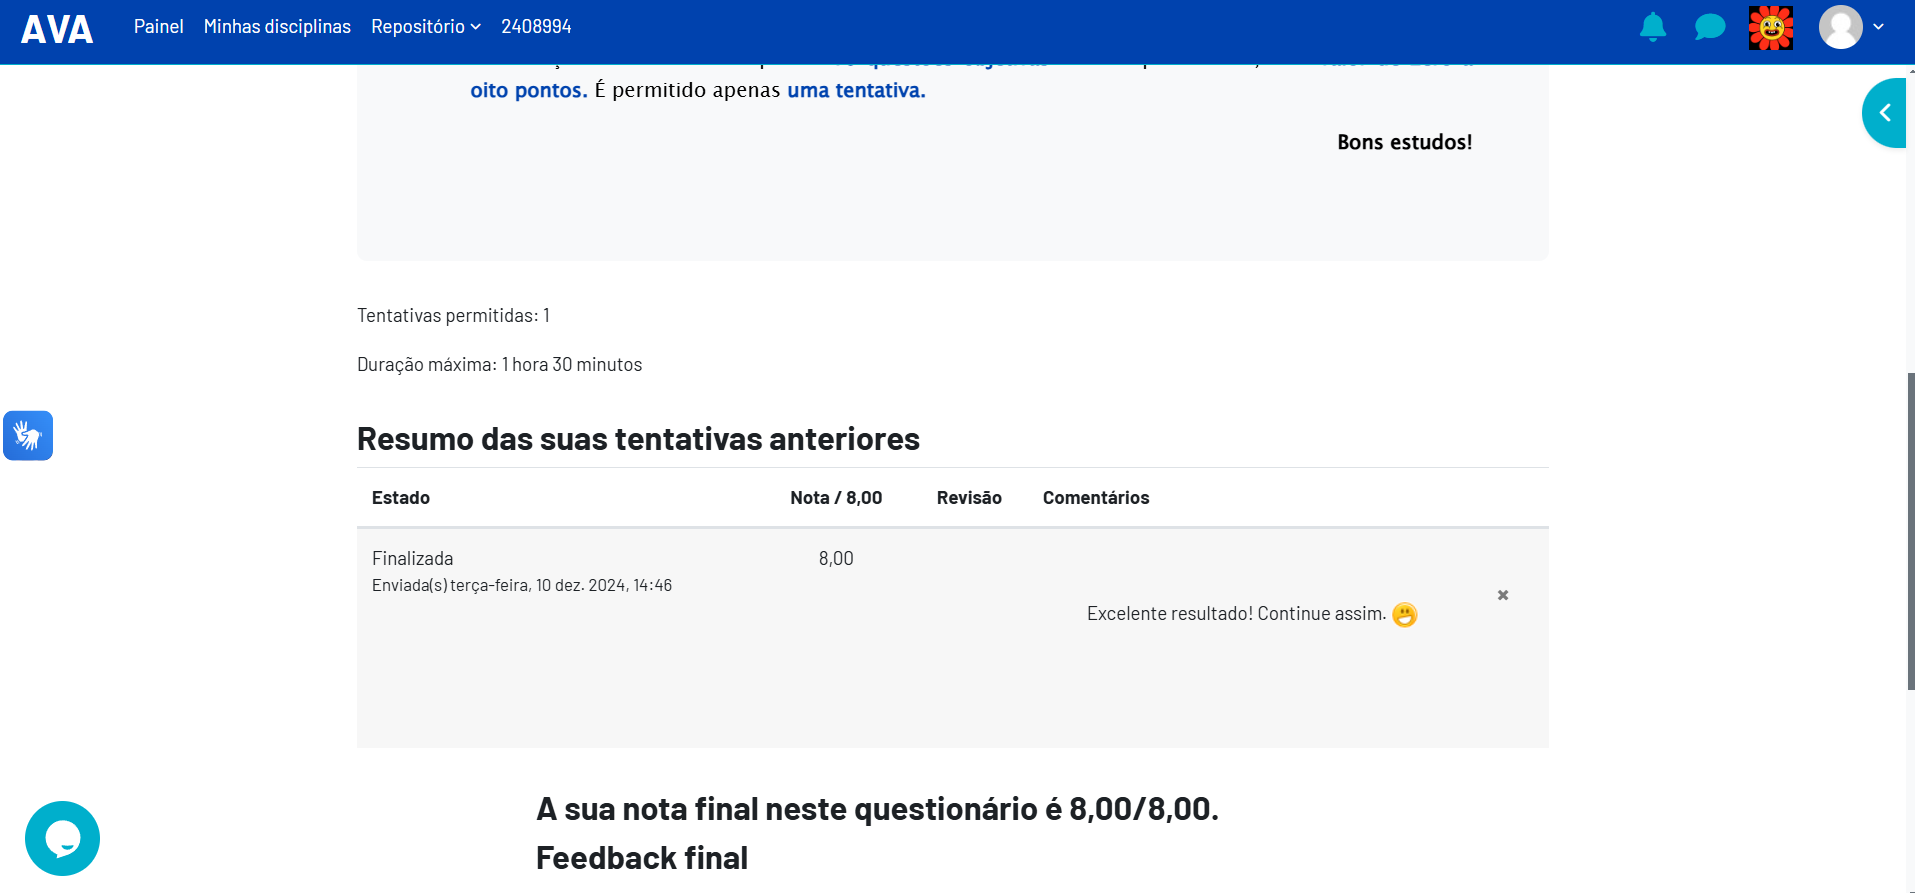 AVA
Painel
Minhas disciplinas
Repositório
2408994
oito pontos. É permitido apenas uma tentativa.
Bons estudos!
Tentativas permitidas: 1
Duração máxima: 1 hora 30 minutos
Resumo das suas tentativas anteriores
Estado
Nota / 8,00
Revisão
Comentários
Finalizada
8,00
Enviada(s) terça-feira, 10 dez. 2024, 14:46
Excelente resultado! Continue assim.
A sua nota final neste questionário é 8,00/8,00.
Feedback final